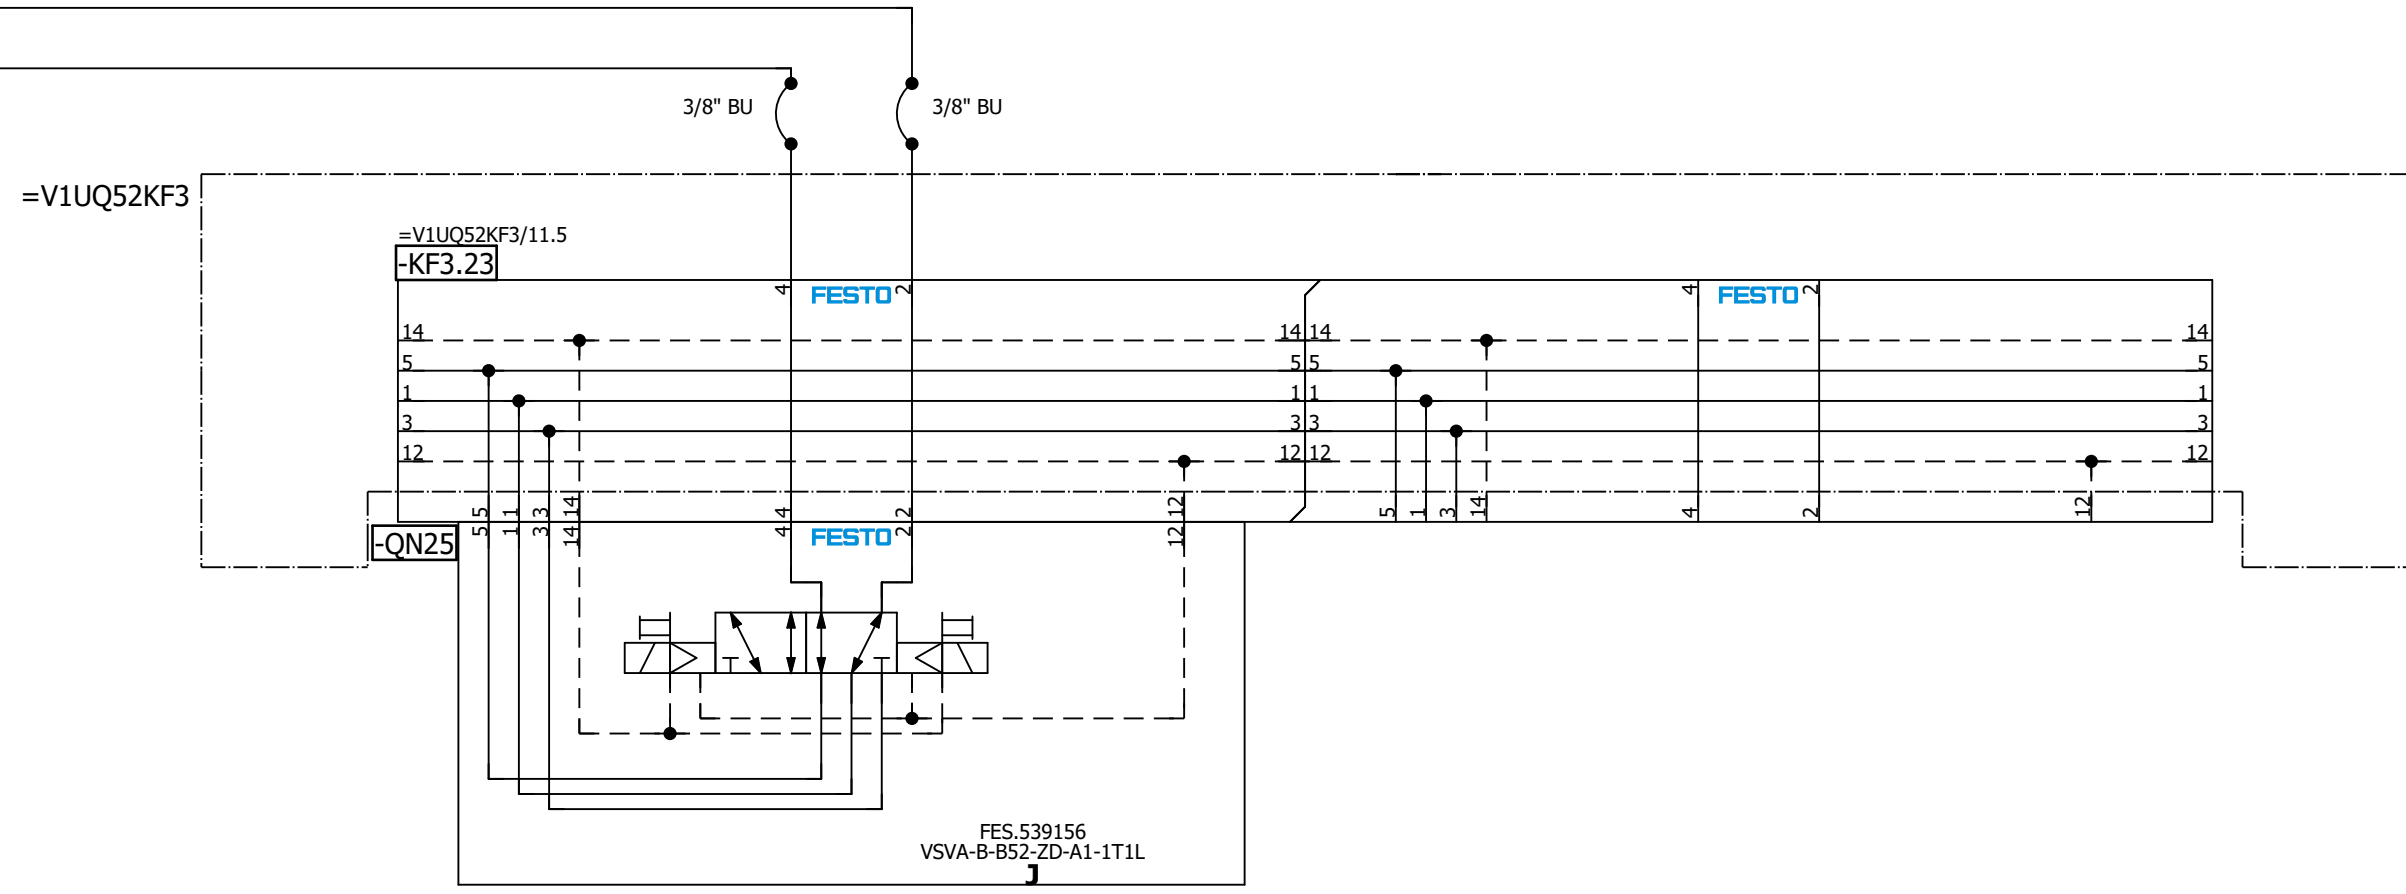 3/8" BU
3/8" BU
=V1UQ52KF3
=V1UQ52KF3/11.5
-KF3.23
4 FESTO 2
4 FESTO 2
14 14 14 14
5 5 5 5
1 1 1 1
3 3 3 3
12 12 12 12
5 1 3 14 4 2 12
5 1 3 14 4 2 12
-QN25
5 1 3 14 4 FESTO 2 12
FES.539156
VSVA-B-B52-ZD-A1-1T1L
J